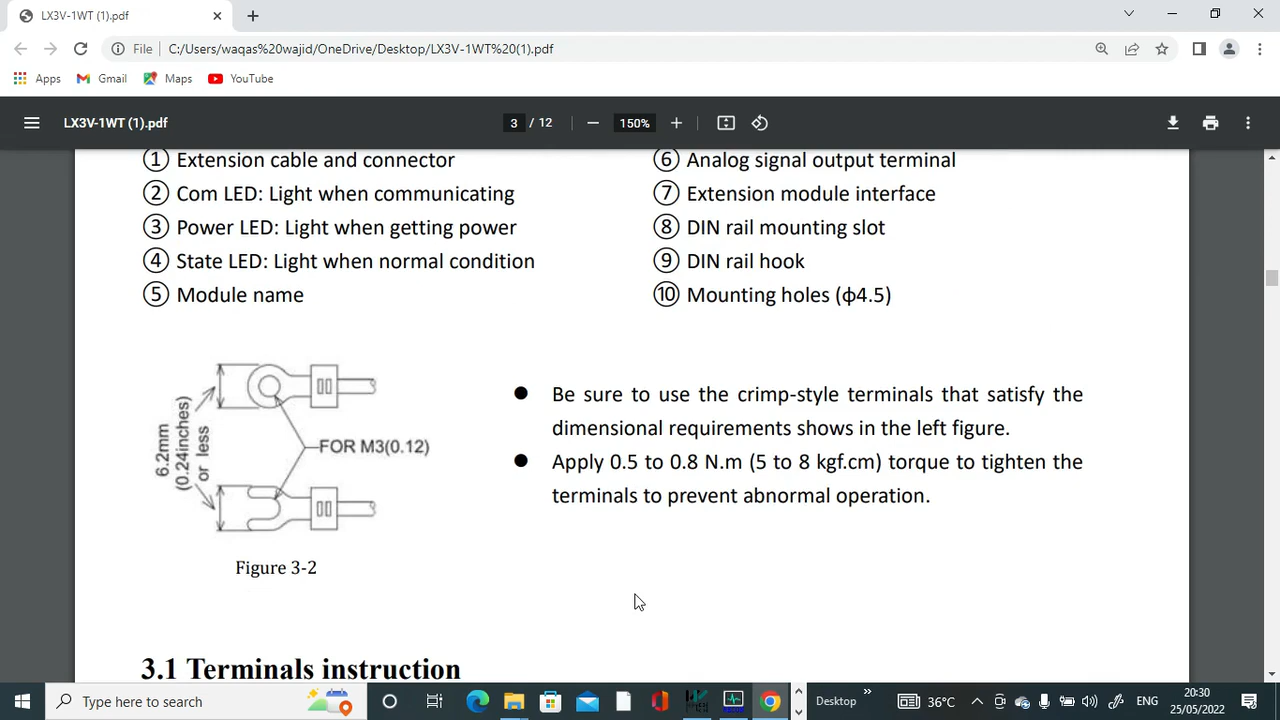 LX3V-1WT (1).pdf
File C:/Users/waqas%20wajid/OneDrive/Desktop/LX3V-1WT%20(1).pdf
Apps Gmail Maps YouTube
LX3V-1WT (1).pdf 3 / 12 150%
① Extension cable and connector
② Com LED: Light when communicating
③ Power LED: Light when getting power
④ State LED: Light when normal condition
⑤ Module name
⑥ Analog signal output terminal
⑦ Extension module interface
⑧ DIN rail mounting slot
⑨ DIN rail hook
⑩ Mounting holes (ф4.5)
6.2mm
(0.24inches)
or less
FOR M3(0.12)
Figure 3-2
● Be sure to use the crimp-style terminals that satisfy the
dimensional requirements shows in the left figure.
● Apply 0.5 to 0.8 N.m (5 to 8 kgf.cm) torque to tighten the
terminals to prevent abnormal operation.
3.1 Terminals instruction
Type here to search
Desktop
36°C
ENG
20:30
25/05/2022